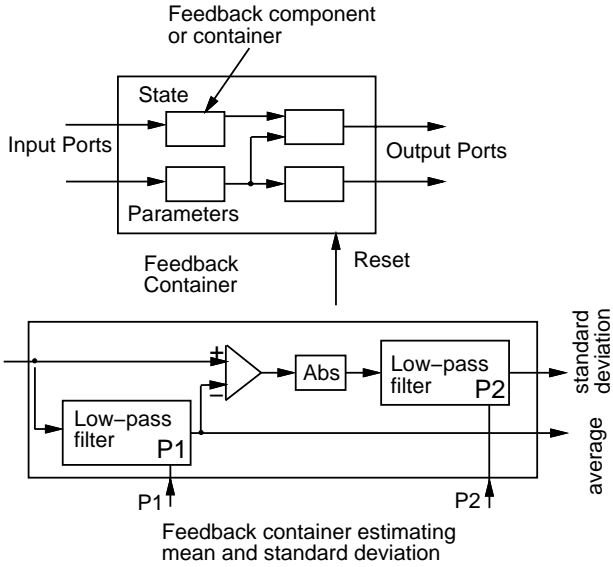 Feedback component
or container
State
Input Ports
Output Ports
Parameters
Feedback
Container
Reset
+
−
Abs
Low−pass
filter
P2
standard
deviation
Low−pass
filter
P1
average
P1
P2
Feedback container estimating
mean and standard deviation